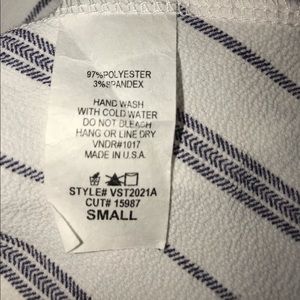 97%POLYESTER
3%SPANDEX
HAND WASH
WITH COLD WATER
DO NOT BLEACH
HANG OR LINE DRY
VNDR#1017
MADE IN U.S.A.
STYLE# VST2021A
CUT# 15987
SMALL